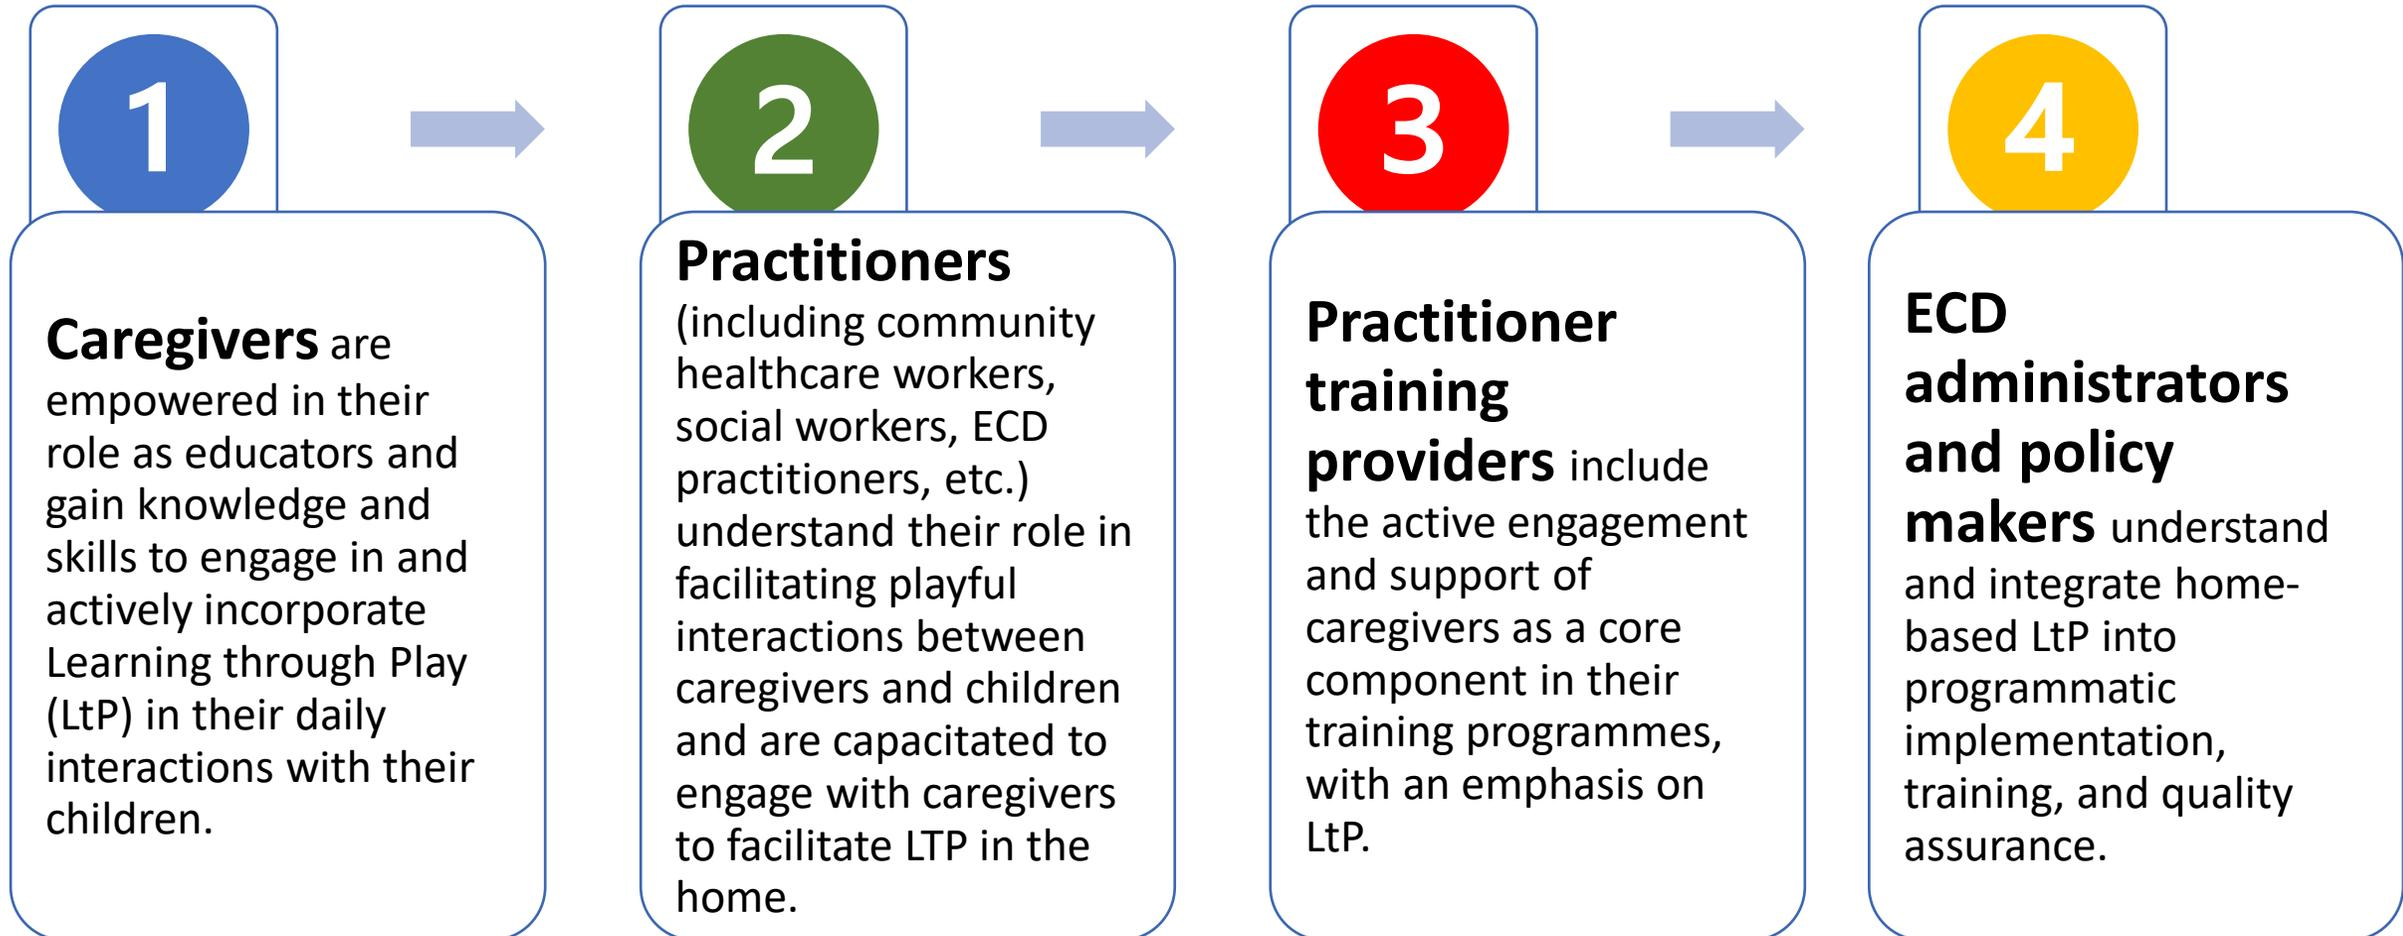 1
Caregivers are
empowered in their
role as educators and
gain knowledge and
skills to engage in and
actively incorporate
Learning through Play
(LtP) in their daily
interactions with their
children.
2
Practitioners
(including community
healthcare workers,
social workers, ECD
practitioners, etc.)
understand their role in
facilitating playful
interactions between
caregivers and children
and are capacitated to
engage with caregivers
to facilitate LTP in the
home.
3
Practitioner
training
providers include
the active engagement
and support of
caregivers as a core
component in their
training programmes,
with an emphasis on
LtP.
4
ECD
administrators
and policy
makers understand
and integrate home-
based LtP into
programmatic
implementation,
training, and quality
assurance.